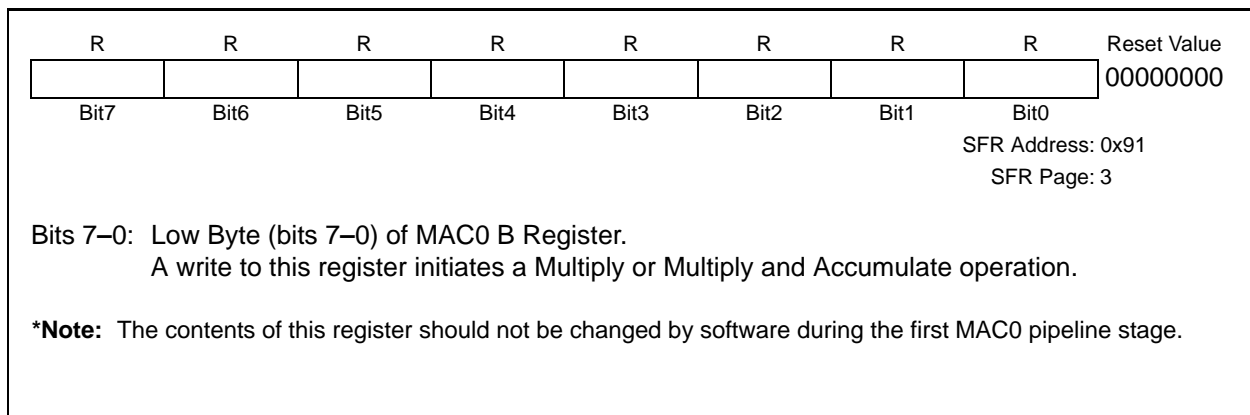 R R R R R R R R Reset Value
00000000
Bit7 Bit6 Bit5 Bit4 Bit3 Bit2 Bit1 Bit0
SFR Address: 0x91
SFR Page: 3
Bits 7–0: Low Byte (bits 7–0) of MAC0 B Register.
A write to this register initiates a Multiply or Multiply and Accumulate operation.
*Note: The contents of this register should not be changed by software during the first MAC0 pipeline stage.